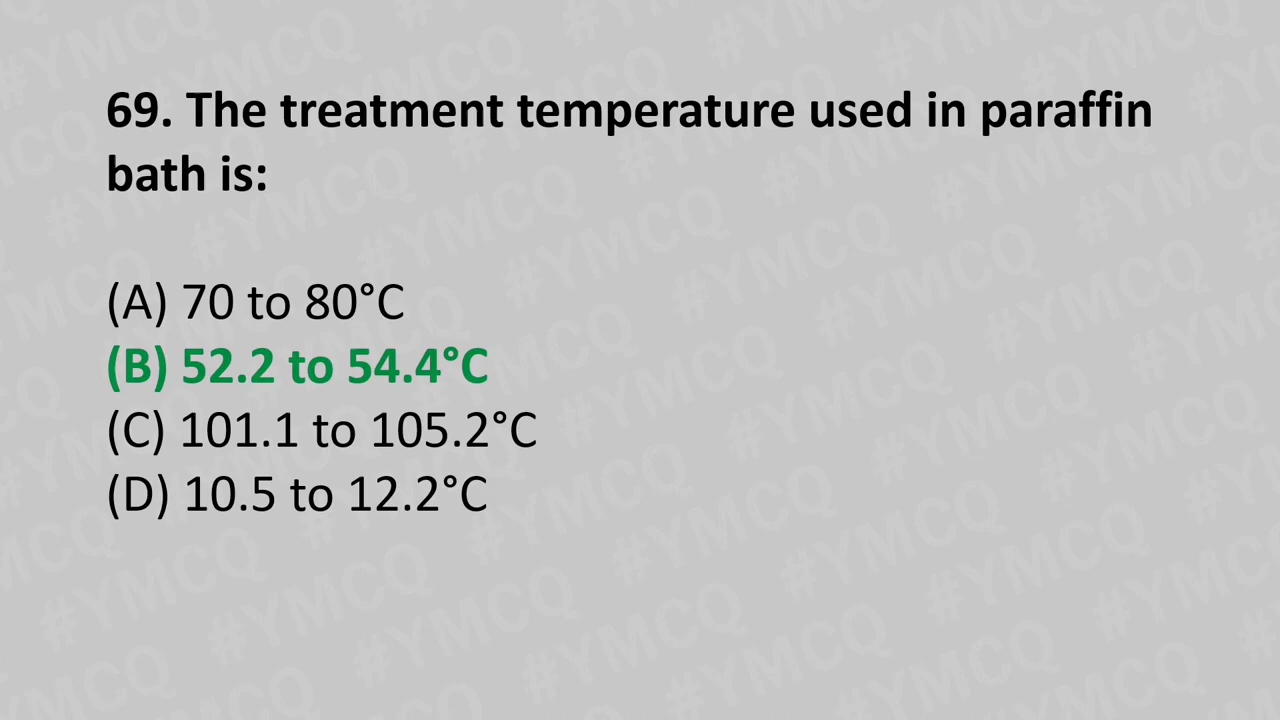 69. The treatment temperature used in paraffin
bath is:
(A) 70 to 80°C
(B) 52.2 to 54.4°C
(C) 101.1 to 105.2°C
(D) 10.5 to 12.2°C
#YMCQ